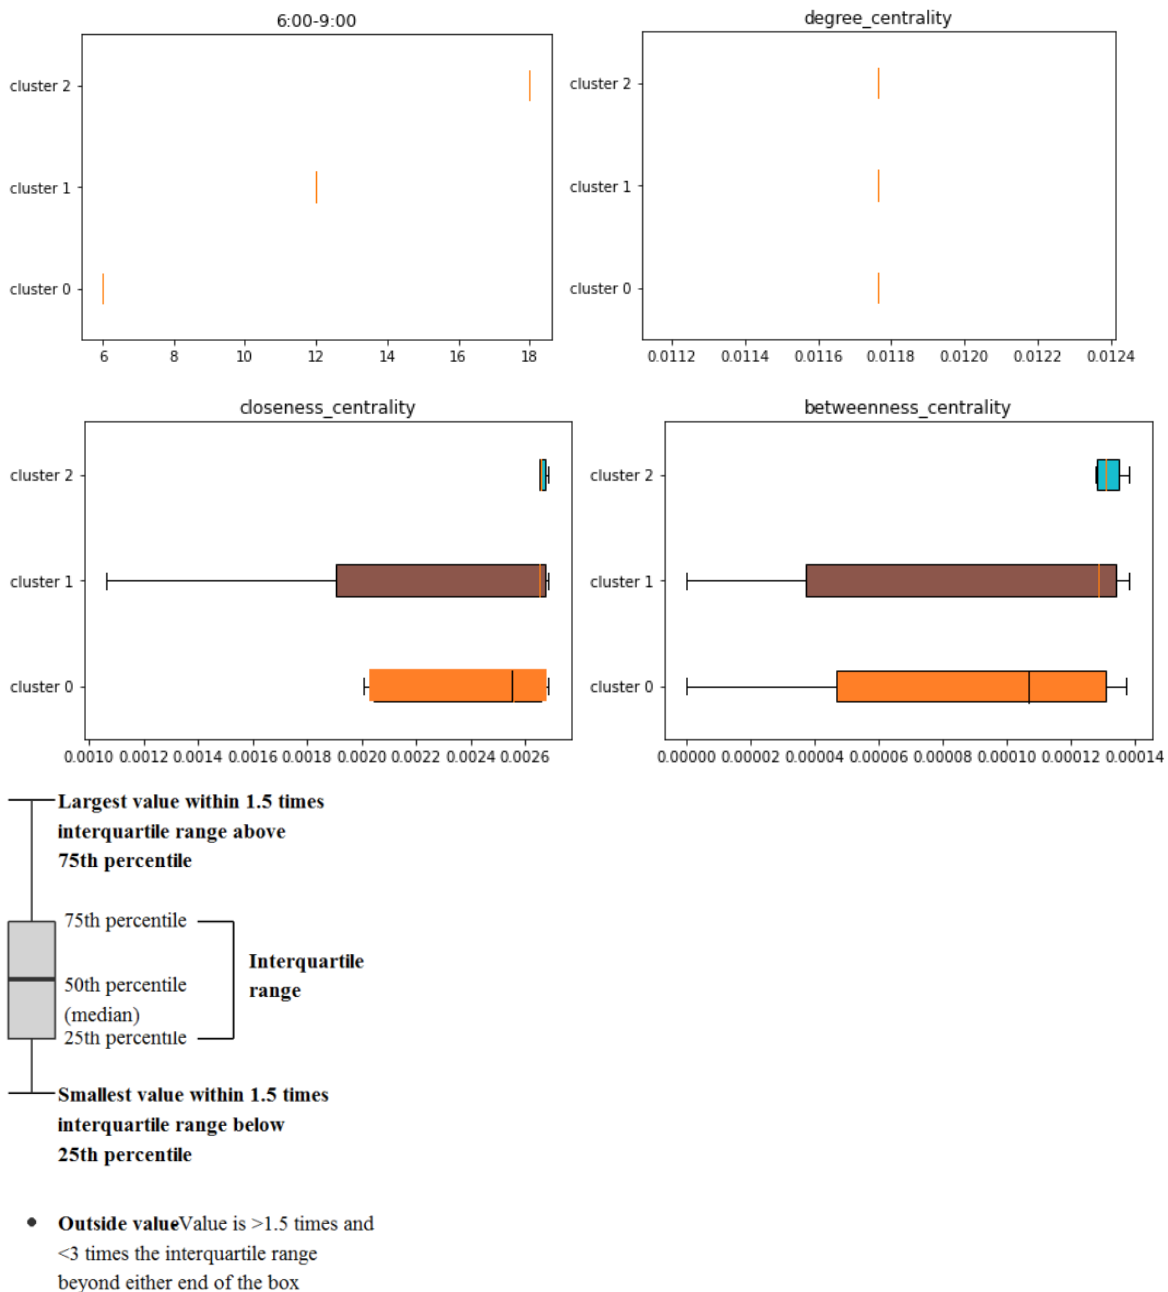 6:00-9:00
cluster 2
cluster 1
cluster 0
6 8 10 12 14 16 18
degree_centrality
cluster 2
cluster 1
cluster 0
0.0112 0.0114 0.0116 0.0118 0.0120 0.0122 0.0124
closeness_centrality
cluster 2
cluster 1
cluster 0
0.0010 0.0012 0.0014 0.0016 0.0018 0.0020 0.0022 0.0024 0.0026
betweenness_centrality
cluster 2
cluster 1
cluster 0
0.00000 0.00002 0.00004 0.00006 0.00008 0.00010 0.00012 0.00014
Largest value within 1.5 times
interquartile range above
75th percentile
75th percentile
Interquartile
range
50th percentile
(median)
25th percentile
Smallest value within 1.5 times
interquartile range below
25th percentile
Outside value Value is >1.5 times and
<3 times the interquartile range
beyond either end of the box